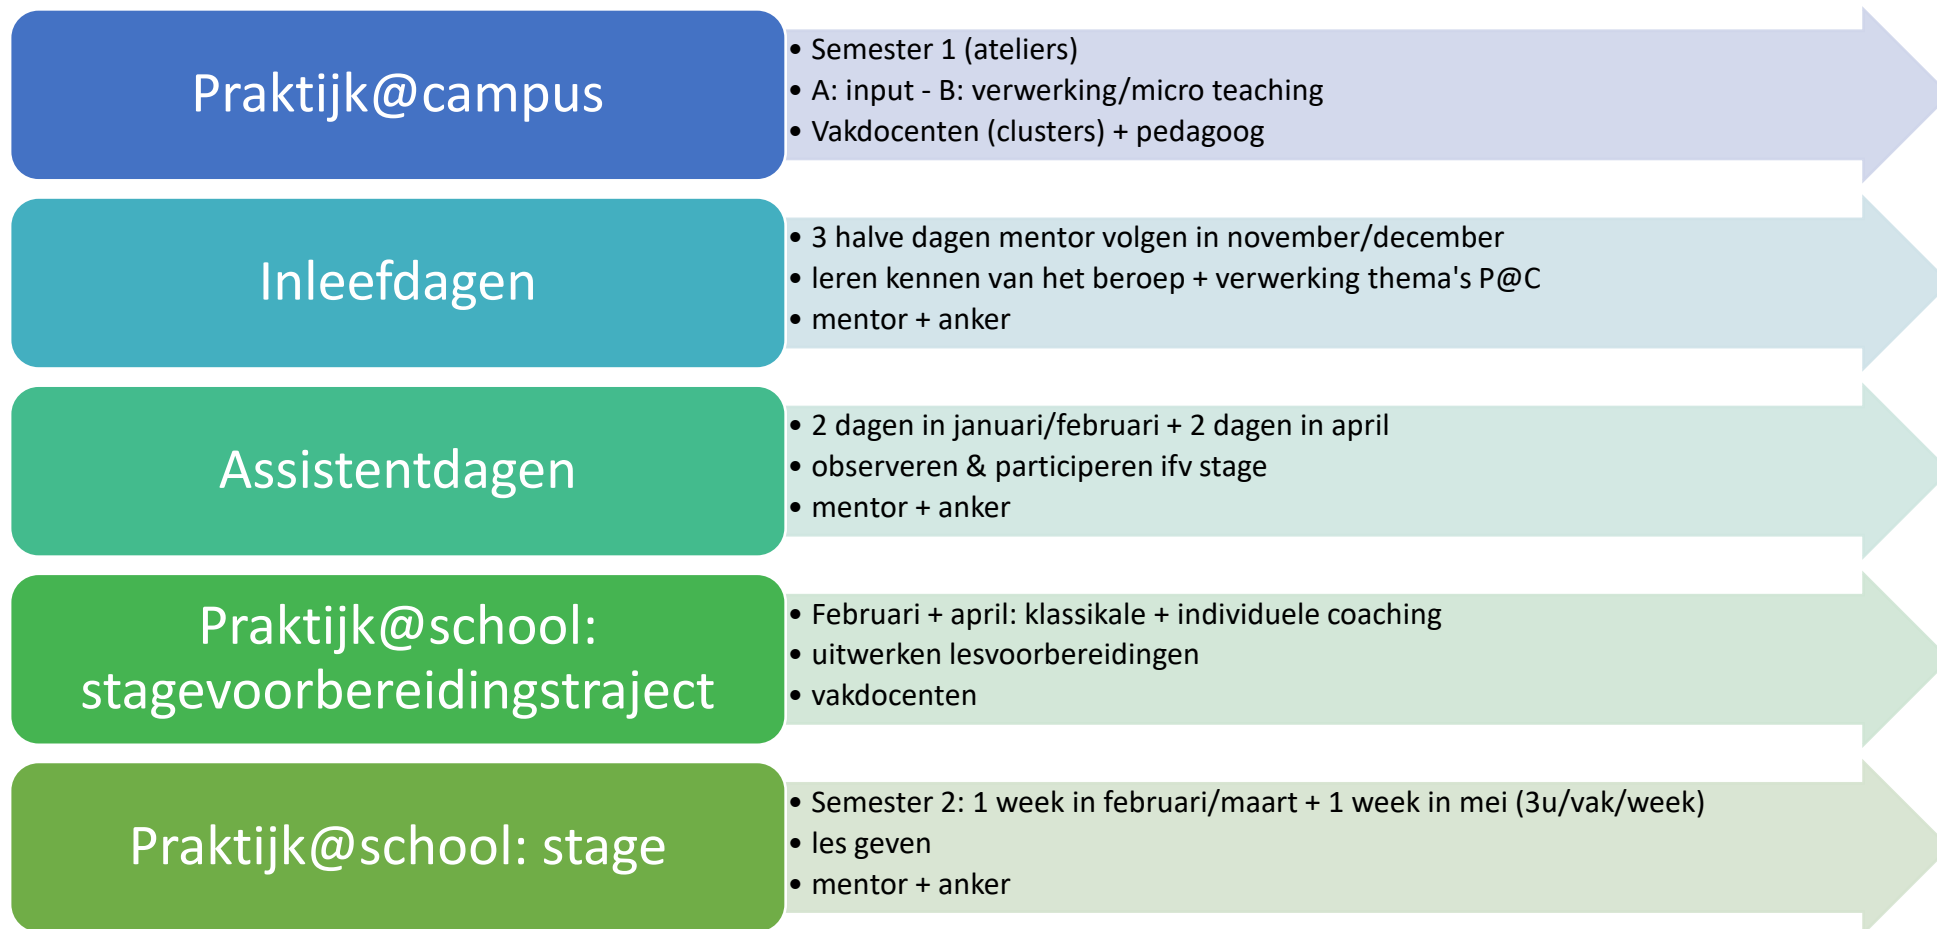 Praktijk@campus
• Semester 1 (ateliers)
• A: input - B: verwerking/micro teaching
• Vakdocenten (clusters) + pedagoog
Inleefdagen
• 3 halve dagen mentor volgen in november/december
• leren kennen van het beroep + verwerking thema's P@C
• mentor + anker
Assistentdagen
• 2 dagen in januari/februari + 2 dagen in april
• observeren & participeren ifv stage
• mentor + anker
Praktijk@school:
stagevoorbereidingstraject
• Februari + april: klassikale + individuele coaching
• uitwerken lesvoorbereidingen
• vakdocenten
Praktijk@school: stage
• Semester 2: 1 week in februari/maart + 1 week in mei (3u/vak/week)
• les geven
• mentor + anker